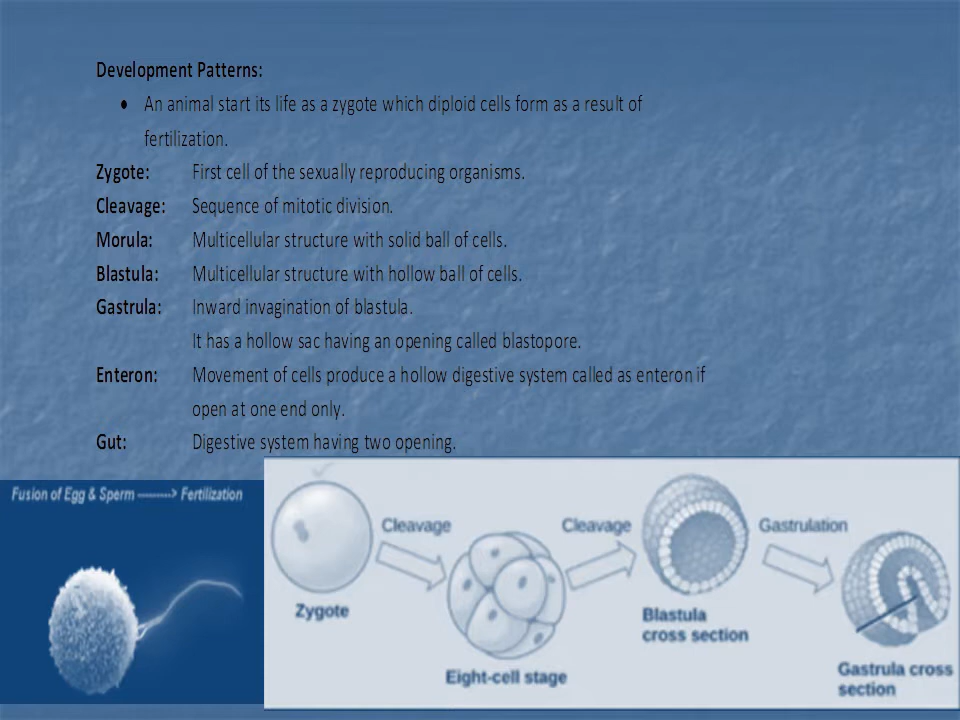 Development Patterns:
• An animal start its life as a zygote which diploid cells form as a result of
fertilization.
Zygote: First cell of the sexually reproducing organisms.
Cleavage: Sequence of mitotic division.
Morula: Multicellular structure with solid ball of cells.
Blastula: Multicellular structure with hollow ball of cells.
Gastrula: Inward invagination of blastula.
It has a hollow sac having an opening called blastopore.
Enteron: Movement of cells produce a hollow digestive system called as enteron if
open at one end only.
Gut: Digestive system having two opening.
Fusion of Egg & Sperm --------> Fertilization
Cleavage
Cleavage
Gastrulation
Zygote
Eight-cell stage
Blastula
cross section
Gastrula cross
section